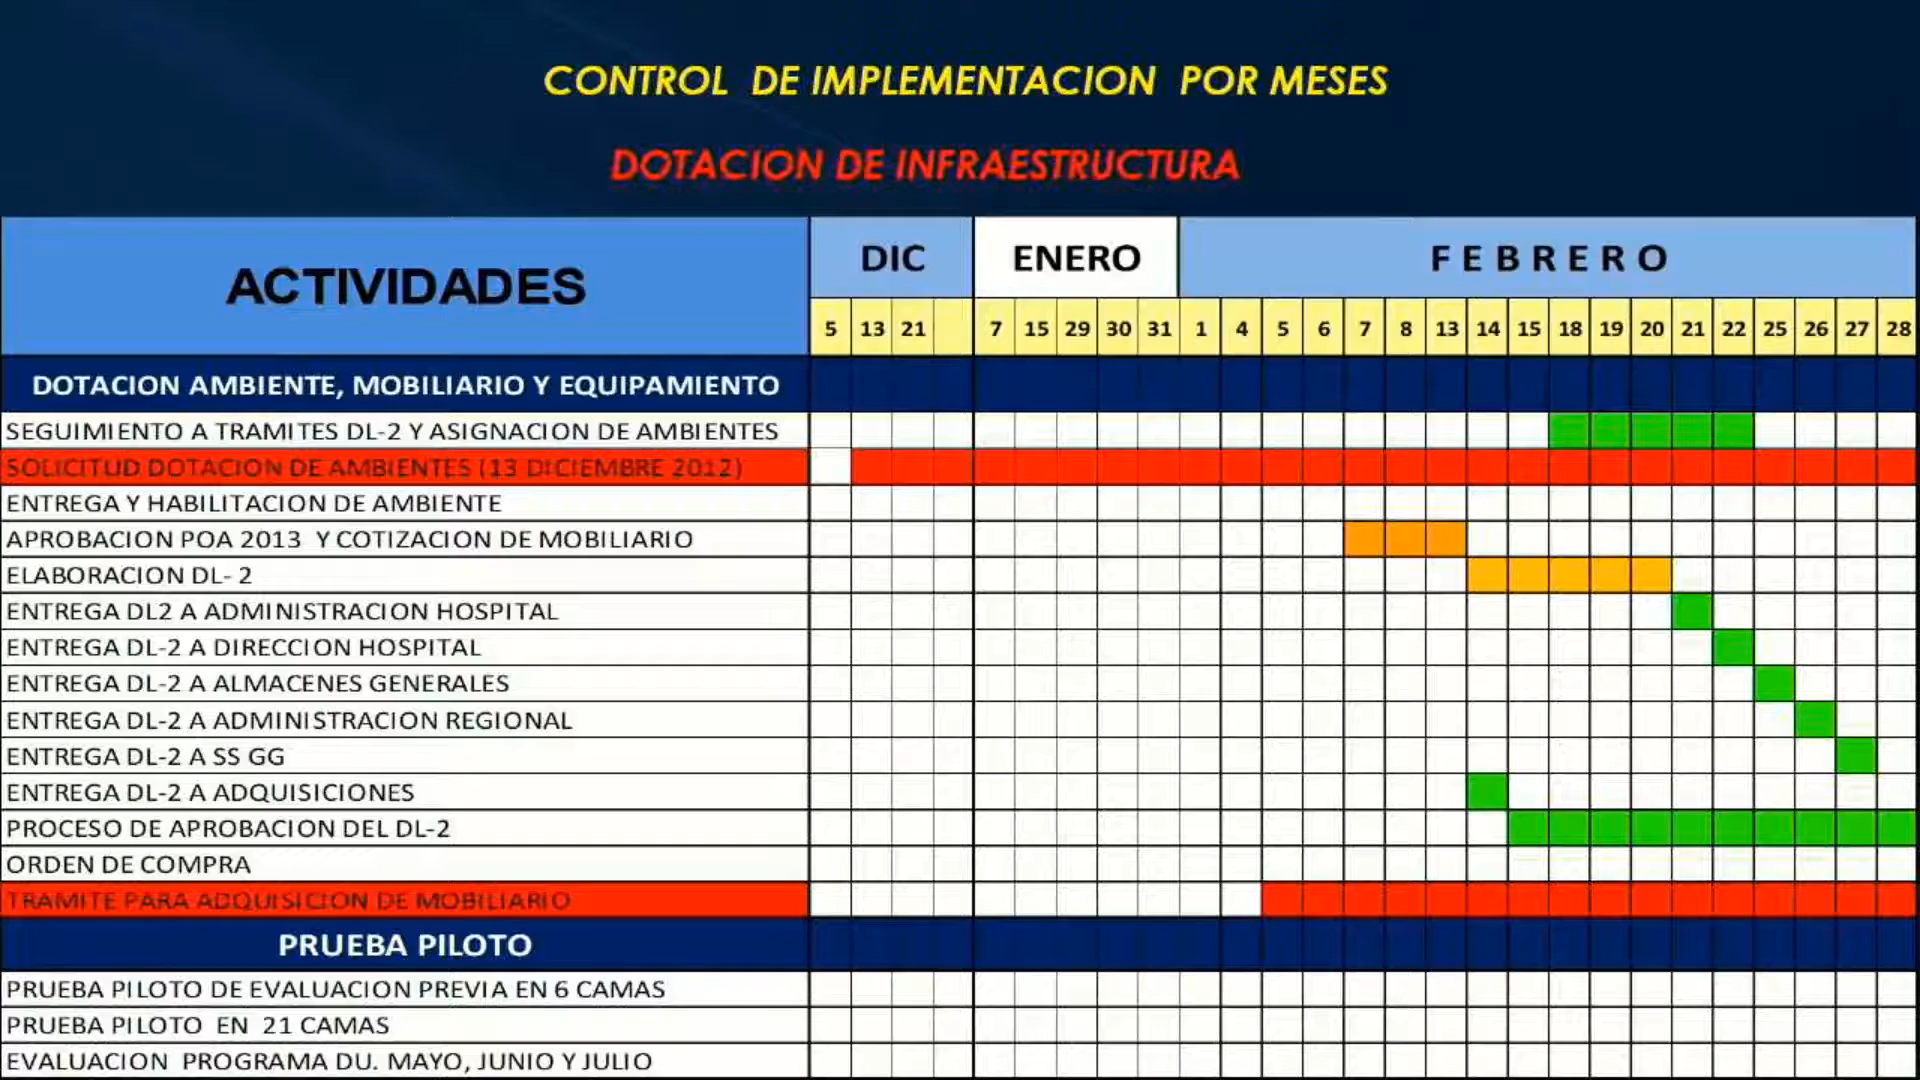 CONTROL DE IMPLEMENTACION POR MESES
DOTACION DE INFRAESTRUCTURA
ACTIVIDADES
DIC ENERO FEBRERO
5 13 21 7 15 29 30 31 1 4 5 6 7 8 13 14 15 18 19 20 21 22 25 26 27 28
DOTACION AMBIENTE, MOBILIARIO Y EQUIPAMIENTO
SEGUIMIENTO A TRAMITES DL-2 Y ASIGNACION DE AMBIENTES
SOLICITUD DOTACION DE AMBIENTES (13 DICIEMBRE 2012)
ENTREGA Y HABILITACION DE AMBIENTE
APROBACION POA 2013 Y COTIZACION DE MOBILIARIO
ELABORACION DL- 2
ENTREGA DL2 A ADMINISTRACION HOSPITAL
ENTREGA DL-2 A DIRECCION HOSPITAL
ENTREGA DL-2 A ALMACENES GENERALES
ENTREGA DL-2 A ADMINISTRACION REGIONAL
ENTREGA DL-2 A SS GG
ENTREGA DL-2 A ADQUISICIONES
PROCESO DE APROBACION DEL DL-2
ORDEN DE COMPRA
TRAMITE PARA ADQUISICION DE MOBILIARIO
PRUEBA PILOTO
PRUEBA PILOTO DE EVALUACION PREVIA EN 6 CAMAS
PRUEBA PILOTO EN 21 CAMAS
EVALUACION PROGRAMA DU. MAYO, JUNIO Y JULIO